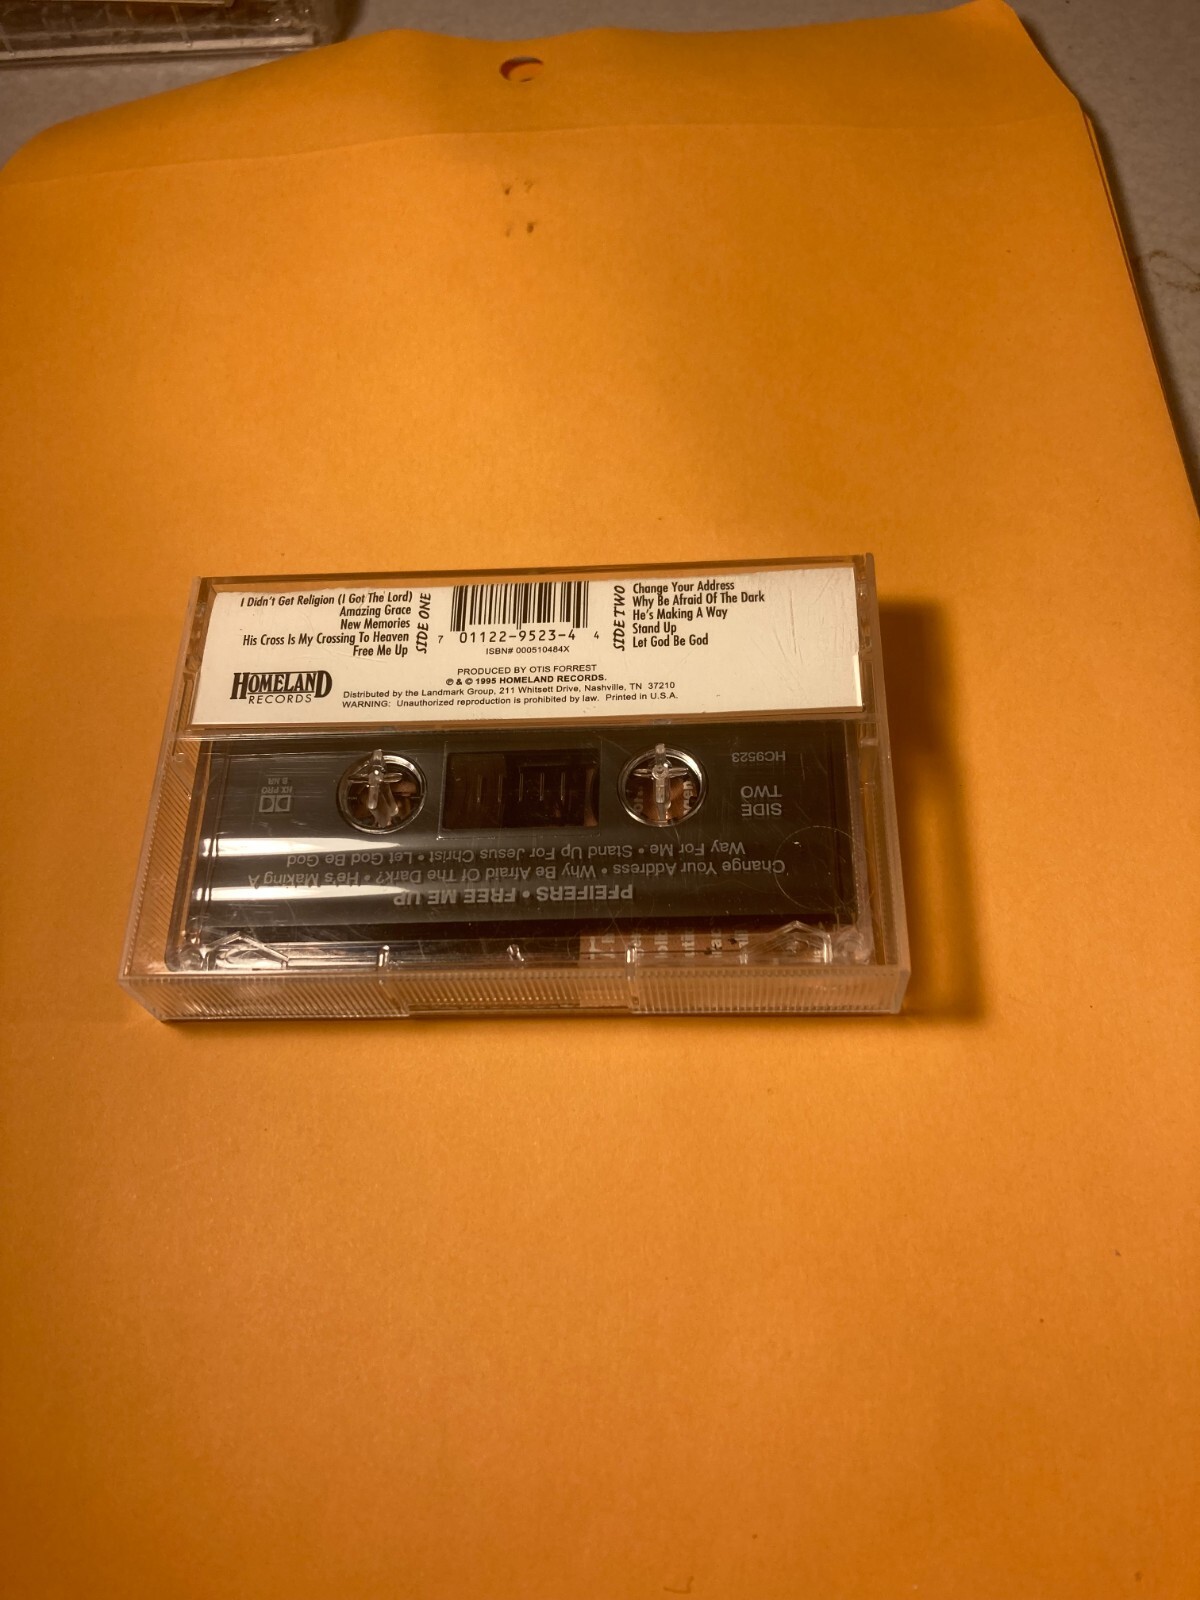 I Didn't Get Religion (I Got The Lord)
Amazing Grace
New Memories
His Cross Is My Crossing To Heaven
Free Me Up
SIDE ONE
7 01122-9523-4 4
ISBN# 000510484X
SIDE TWO
Change Your Address
Why Be Afraid Of The Dark
He's Making A Way
Stand Up
Let God Be God
HOMELAND
RECORDS
PRODUCED BY OTIS FORREST
℗ & © 1995 HOMELAND RECORDS.
Distributed by the Landmark Group, 211 Whitsett Drive, Nashville, TN 37210
WARNING: Unauthorized reproduction is prohibited by law. Printed in U.S.A.
PFEIFERS • FREE ME UP
Change Your Address • Why Be Afraid Of The Dark? • He's Making A
Way For Me • Stand Up For Jesus Christ • Let God Be God
SIDE
TWO
HC9523
HX PRO